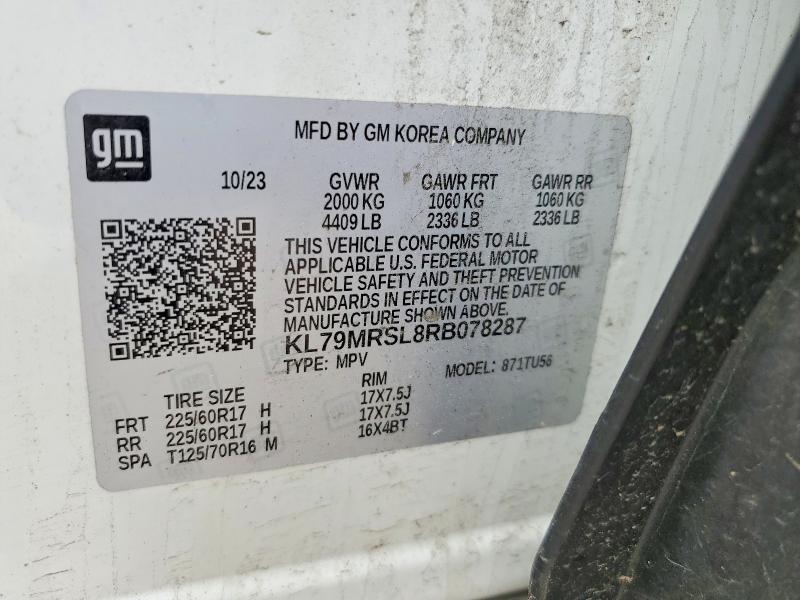 gm
MFD BY GM KOREA COMPANY
10/23 GVWR GAWR FRT GAWR RR
2000 KG 1060 KG 1060 KG
4409 LB 2336 LB 2336 LB
THIS VEHICLE CONFORMS TO ALL
APPLICABLE U.S. FEDERAL MOTOR
VEHICLE SAFETY AND THEFT PREVENTION
STANDARDS IN EFFECT ON THE DATE OF
MANUFACTURE SHOWN ABOVE.
KL79MRSL8RB078287
TYPE: MPV MODEL: 871TU56
TIRE SIZE RIM
FRT 225/60R17 H 17X7.5J
RR 225/60R17 H 17X7.5J
SPA T125/70R16 M 16X4BT